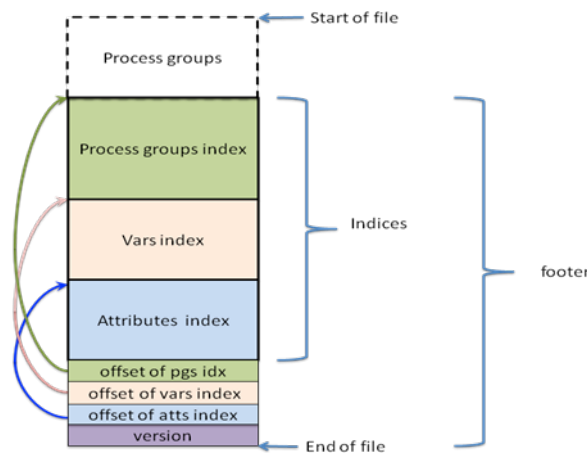 Start of file
Process groups
Process groups index
Vars index
Indices
footer
Attributes index
offset of pgs idx
offset of vars index
offset of atts index
version
End of file